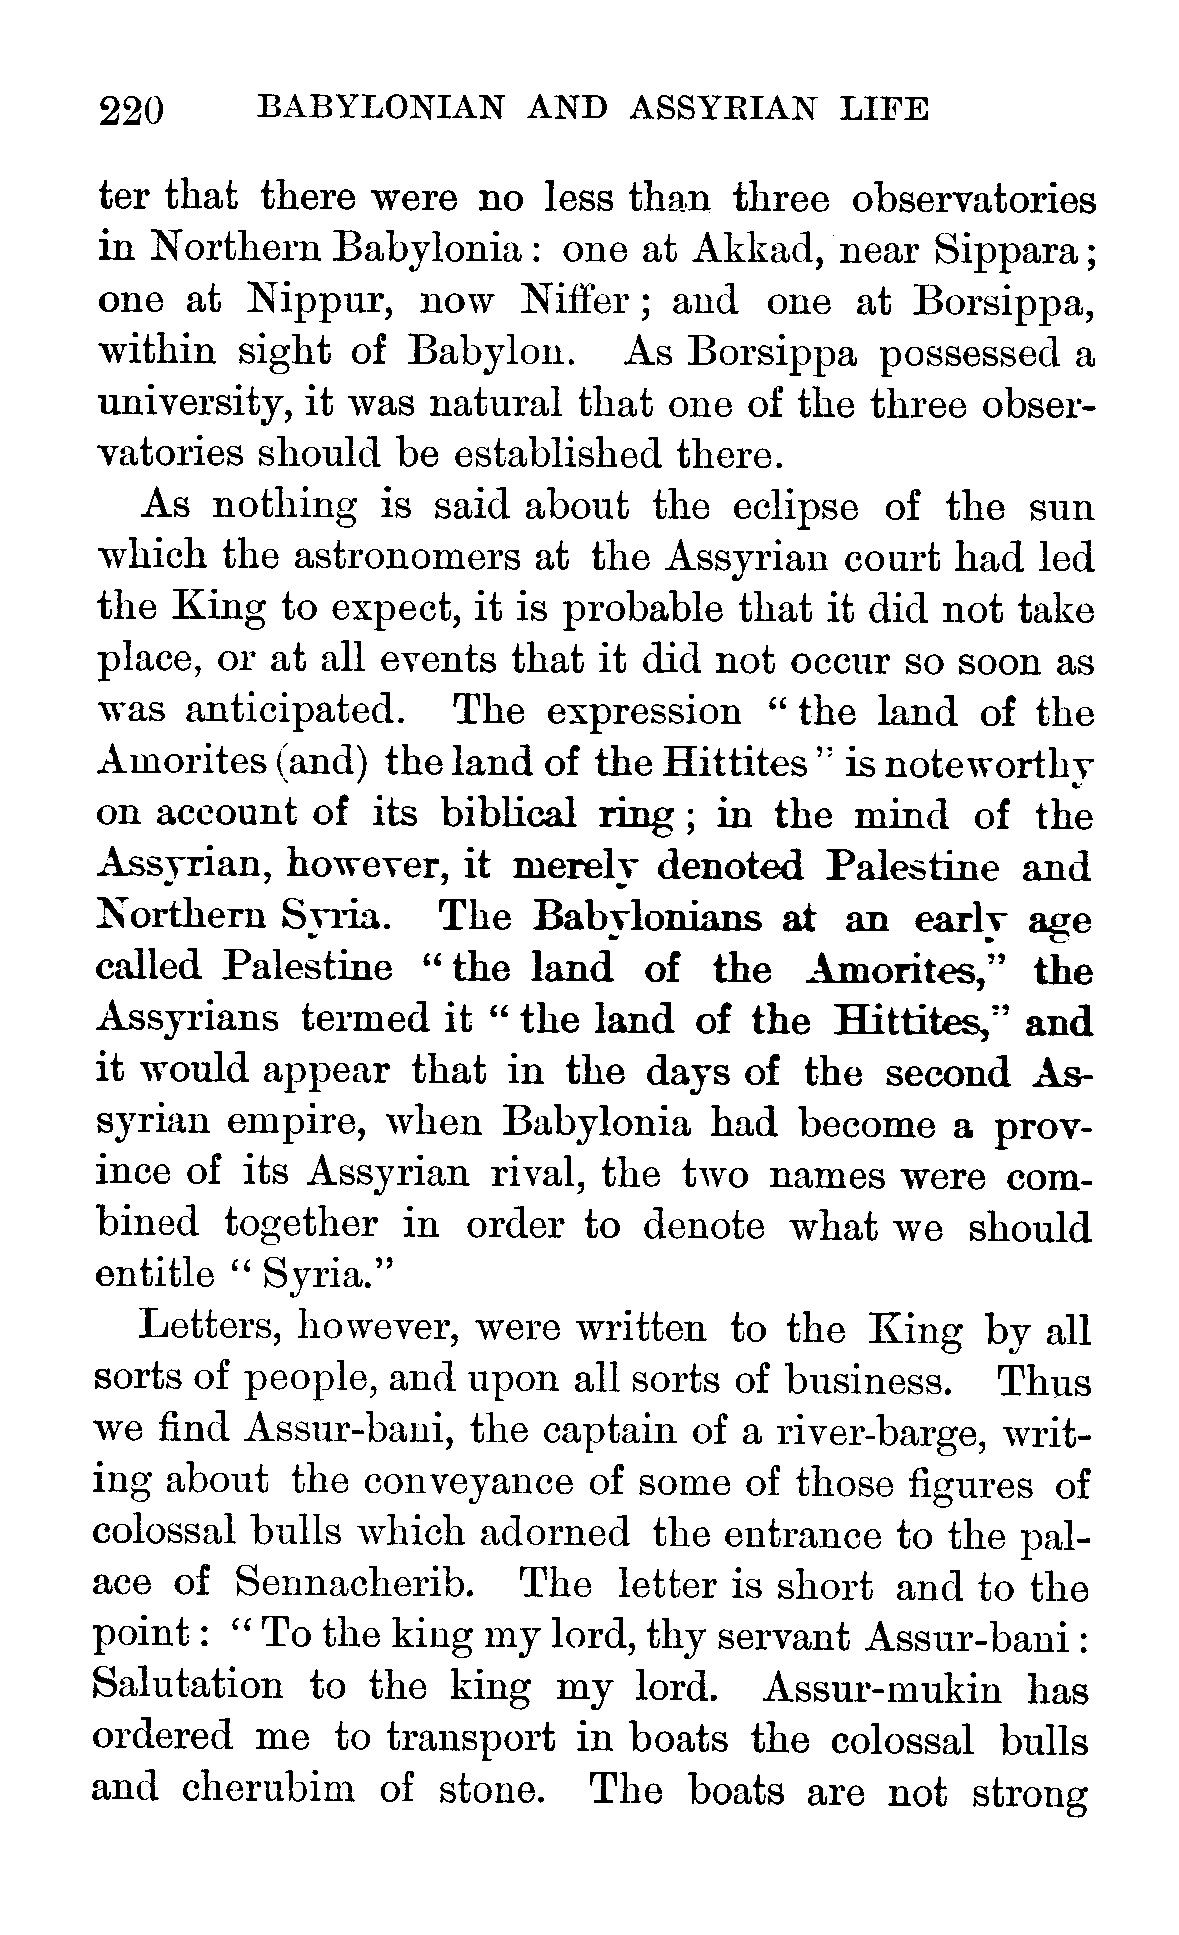 220 BABYLONIAN AND ASSYRIAN LIFE
ter that there were no less than three observatories
in Northern Babylonia: one at Akkad, near Sippara;
one at Nippur, now Niffer; and one at Borsippa,
within sight of Babylon. As Borsippa possessed a
university, it was natural that one of the three obser-
vatories should be established there.
As nothing is said about the eclipse of the sun
which the astronomers at the Assyrian court had led
the King to expect, it is probable that it did not take
place, or at all events that it did not occur so soon as
was anticipated. The expression “the land of the
Amorites (and) the land of the Hittites” is noteworthy
on account of its biblical ring; in the mind of the
Assyrian, however, it merely denoted Palestine and
Northern Syria. The Babylonians at an early age
called Palestine “the land of the Amorites,” the
Assyrians termed it “the land of the Hittites,” and
it would appear that in the days of the second As-
syrian empire, when Babylonia had become a prov-
ince of its Assyrian rival, the two names were com-
bined together in order to denote what we should
entitle “Syria.”
Letters, however, were written to the King by all
sorts of people, and upon all sorts of business. Thus
we find Assur-bani, the captain of a river-barge, writ-
ing about the conveyance of some of those figures of
colossal bulls which adorned the entrance to the pal-
ace of Sennacherib. The letter is short and to the
point: “To the king my lord, thy servant Assur-bani:
Salutation to the king my lord. Assur-mukin has
ordered me to transport in boats the colossal bulls
and cherubim of stone. The boats are not strong